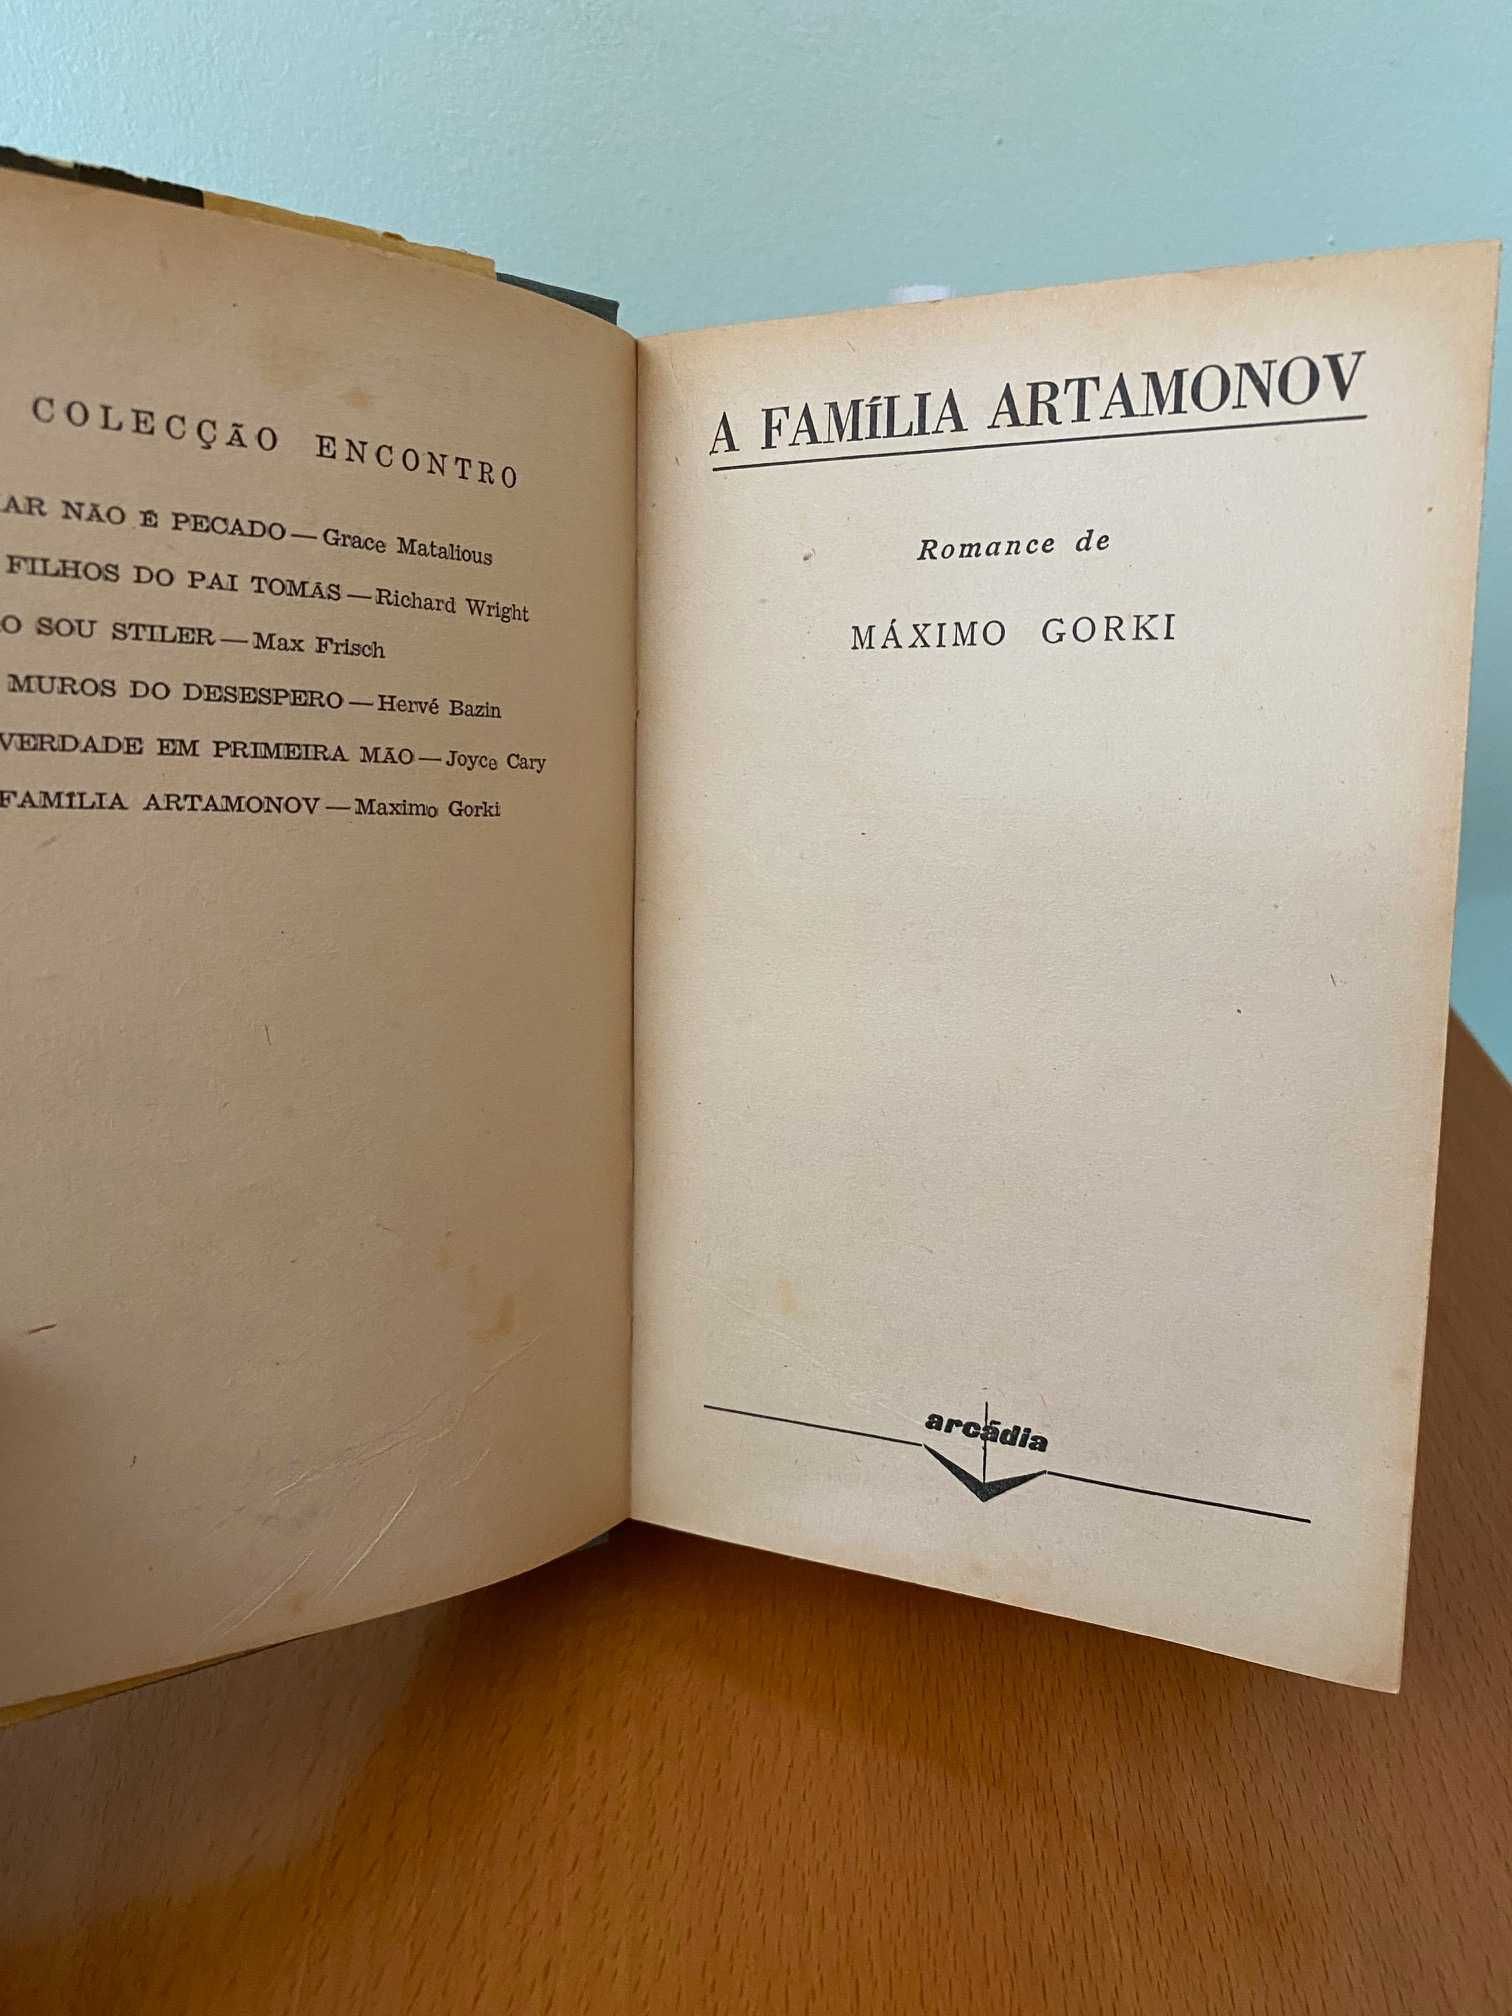 COLECÇÃO ENCONTRO
NÃO É PECADO — Grace Matalious
FILHOS DO PAI TOMÁS — Richard Wright
SOU STILER — Max Frisch
MUROS DO DESESPERO — Hervé Bazin
VERDADE EM PRIMEIRA MÃO — Joyce Cary
FAMÍLIA ARTAMONOV — Maximo Gorki
A FAMÍLIA ARTAMONOV
Romance de
MÁXIMO GORKI
arcádia